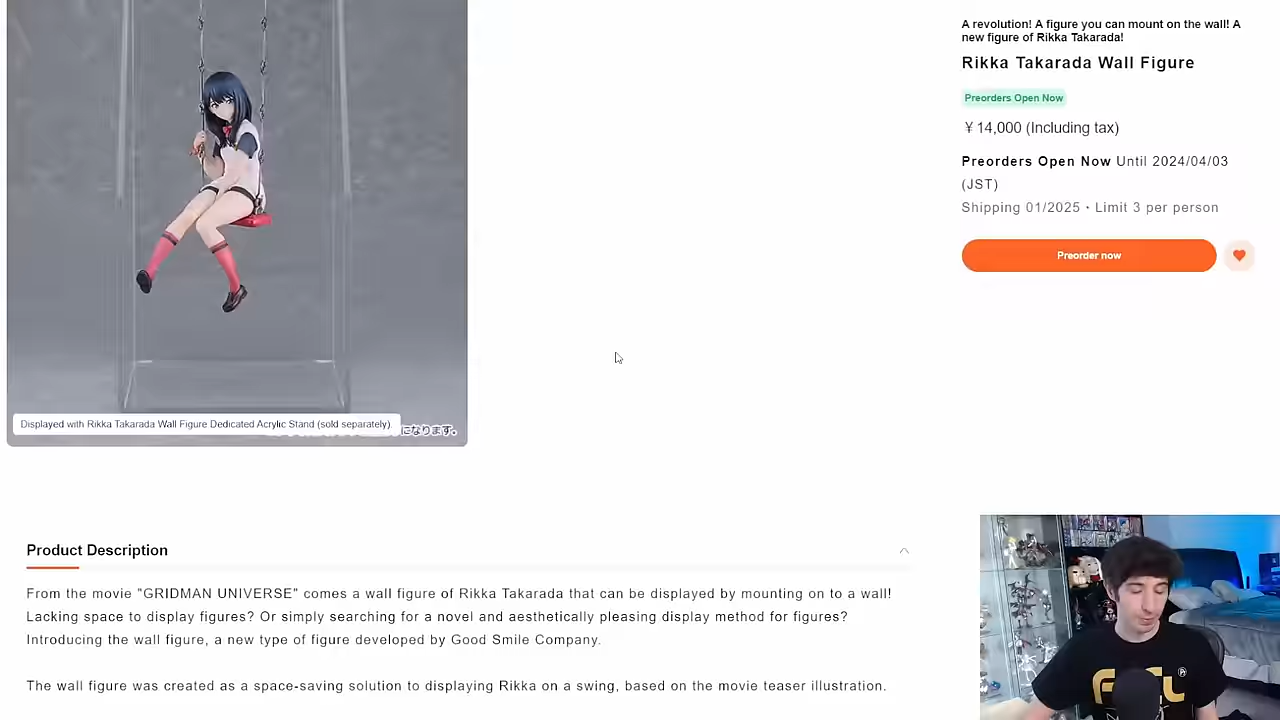 A revolution! A figure you can mount on the wall! A
new figure of Rikka Takarada!
Rikka Takarada Wall Figure
Preorders Open Now
¥ 14,000 (Including tax)
Preorders Open Now Until 2024/04/03
(JST)
Shipping 01/2025 • Limit 3 per person
Preorder now
Displayed with Rikka Takarada Wall Figure Dedicated Acrylic Stand (sold separately).
になります。
Product Description
From the movie "GRIDMAN UNIVERSE" comes a wall figure of Rikka Takarada that can be displayed by mounting on to a wall!
Lacking space to display figures? Or simply searching for a novel and aesthetically pleasing display method for figures?
Introducing the wall figure, a new type of figure developed by Good Smile Company.
The wall figure was created as a space-saving solution to displaying Rikka on a swing, based on the movie teaser illustration.